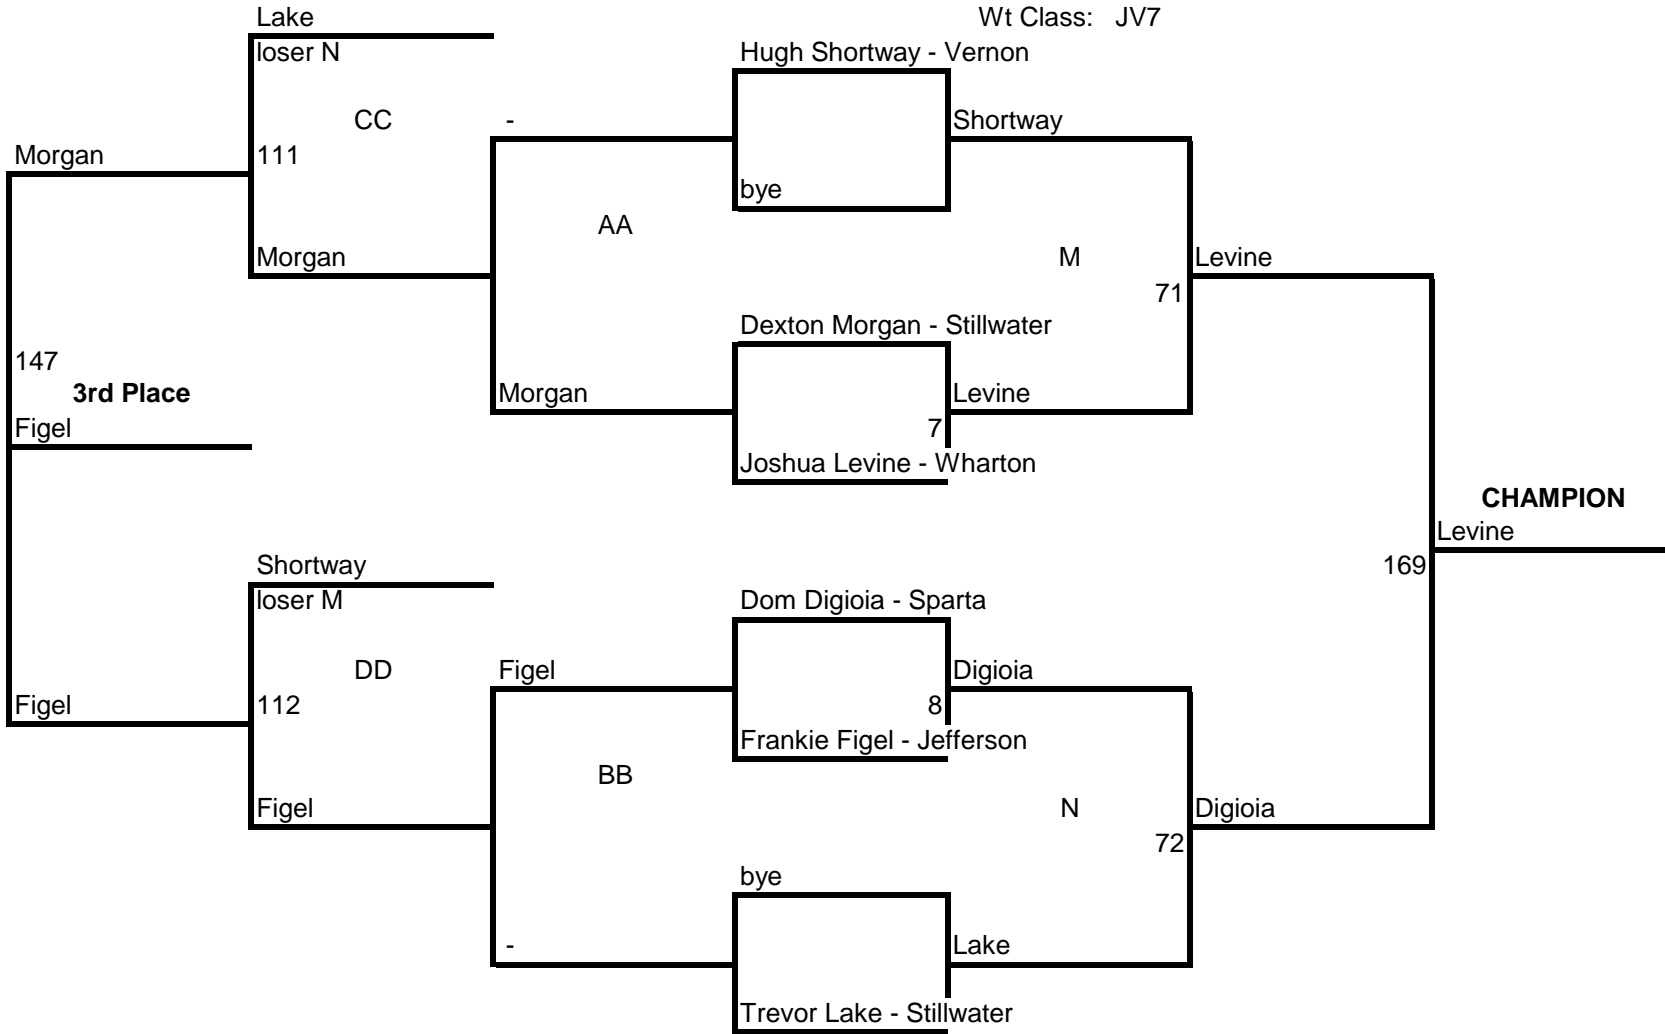 Lake
Wt Class: JV7
loser N
Hugh Shortway - Vernon
CC
-
Shortway
Morgan
111
bye
AA
Morgan
M
Levine
71
Dexton Morgan - Stillwater
147
3rd Place
Morgan
Levine
Figel
7
Joshua Levine - Wharton
CHAMPION
Levine
Shortway
169
loser M
Dom Digioia - Sparta
DD
Figel
Digioia
Figel
112
8
Frankie Figel - Jefferson
BB
Figel
N
Digioia
72
bye
-
Lake
Trevor Lake - Stillwater